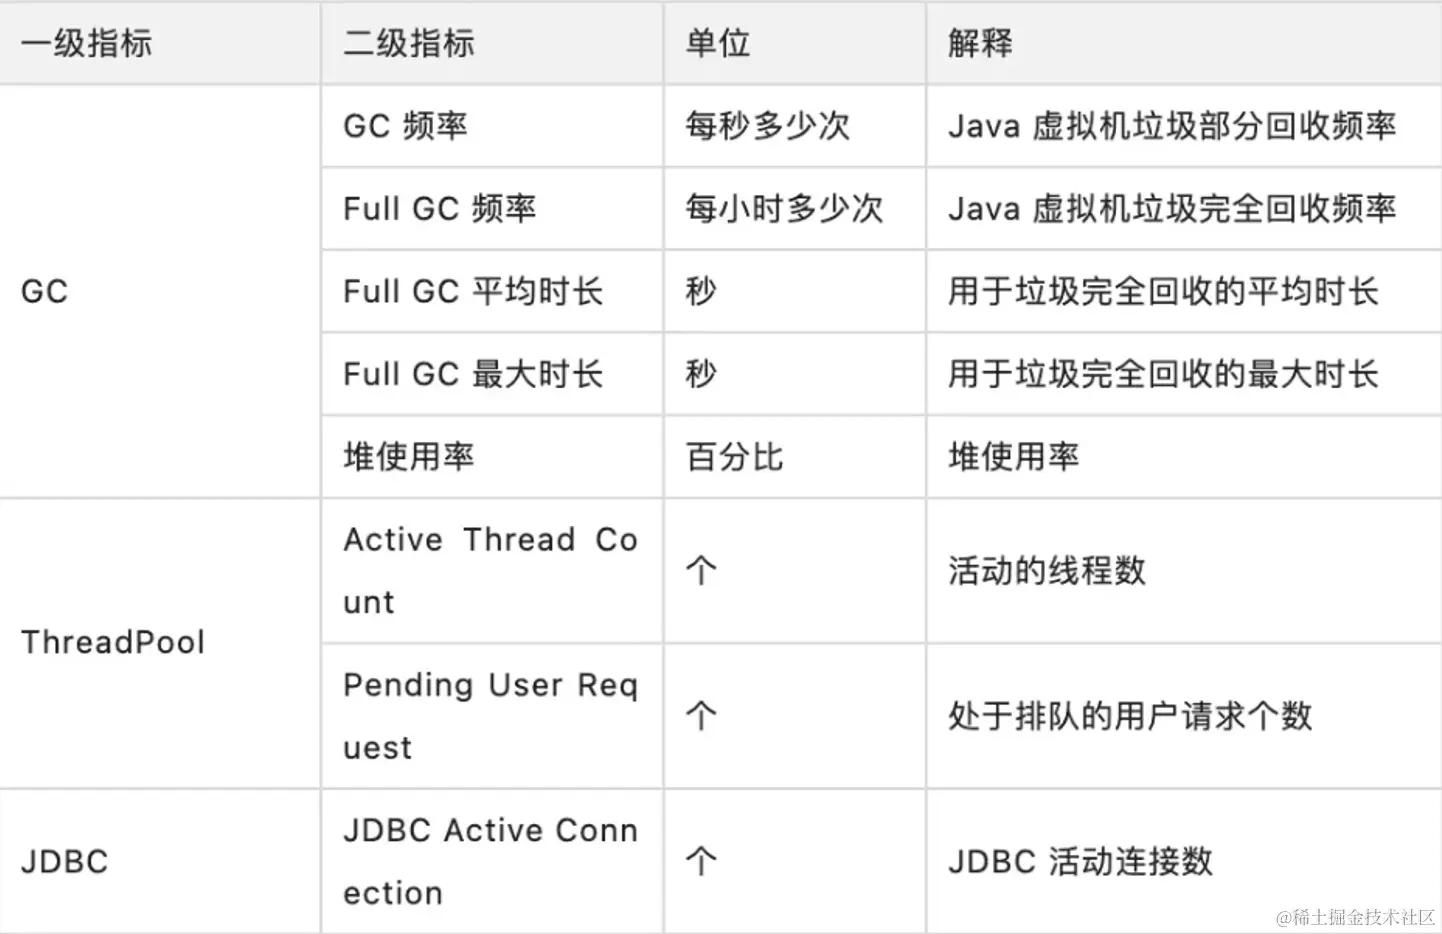 一级指标 二级指标 单位 解释
GC 频率 每秒多少次 Java 虚拟机垃圾部分回收频率
Full GC 频率 每小时多少次 Java 虚拟机垃圾完全回收频率
GC Full GC 平均时长 秒 用于垃圾完全回收的平均时长
Full GC 最大时长 秒 用于垃圾完全回收的最大时长
堆使用率 百分比 堆使用率
ThreadPool
Active Thread Co
unt
个 活动的线程数
Pending User Req
uest
个 处于排队的用户请求个数
JDBC
JDBC Active Conn
ection
个 JDBC 活动连接数
@稀土掘金技术社区